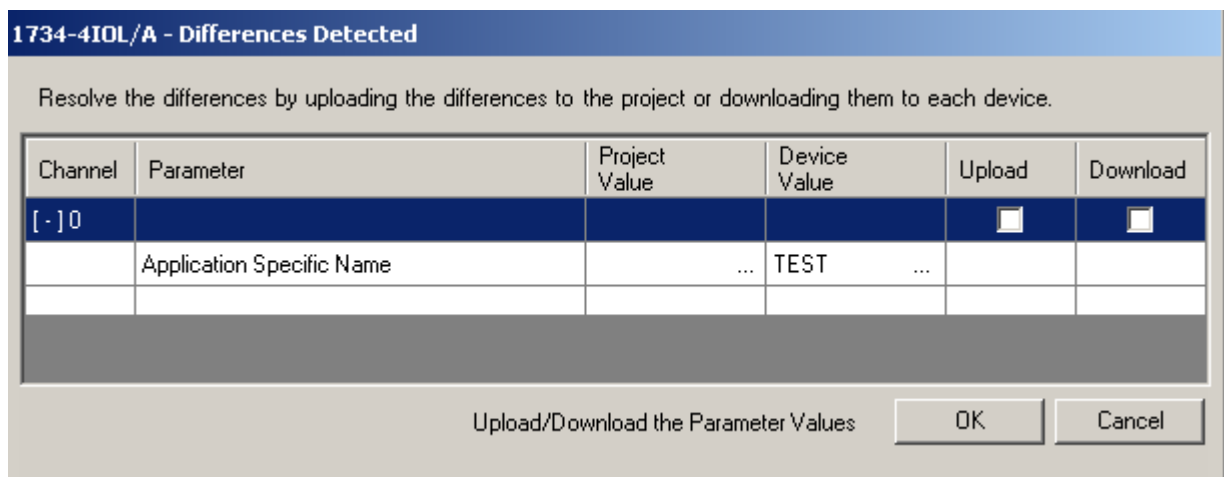 1734-4IOL/A - Differences Detected
Resolve the differences by uploading the differences to the project or downloading them to each device.
Channel Parameter Project Value Device Value Upload Download
[-]0
Application Specific Name ... TEST ...
Upload/Download the Parameter Values OK Cancel